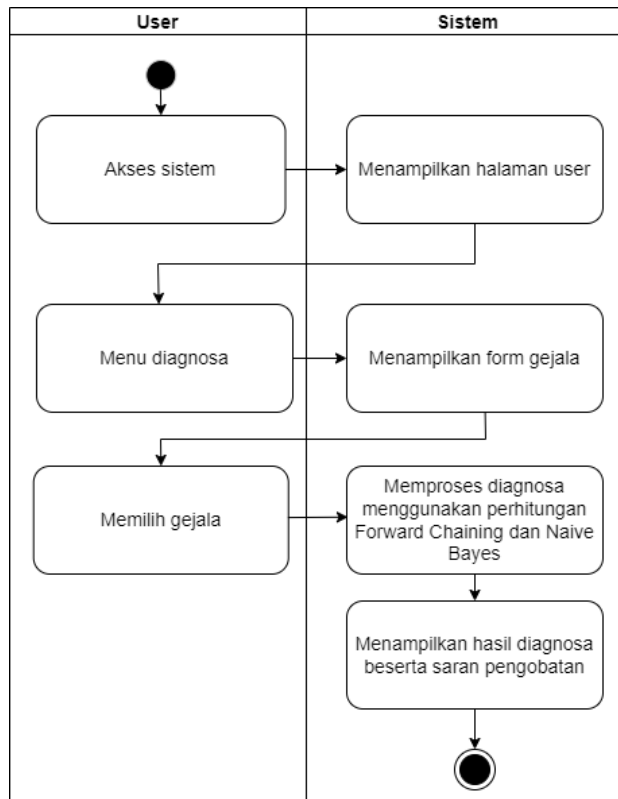 User
Sistem
Akses sistem
Menampilkan halaman user
Menu diagnosa
Menampilkan form gejala
Memilih gejala
Memproses diagnosa
menggunakan perhitungan
Forward Chaining dan Naive
Bayes
Menampilkan hasil diagnosa
beserta saran pengobatan